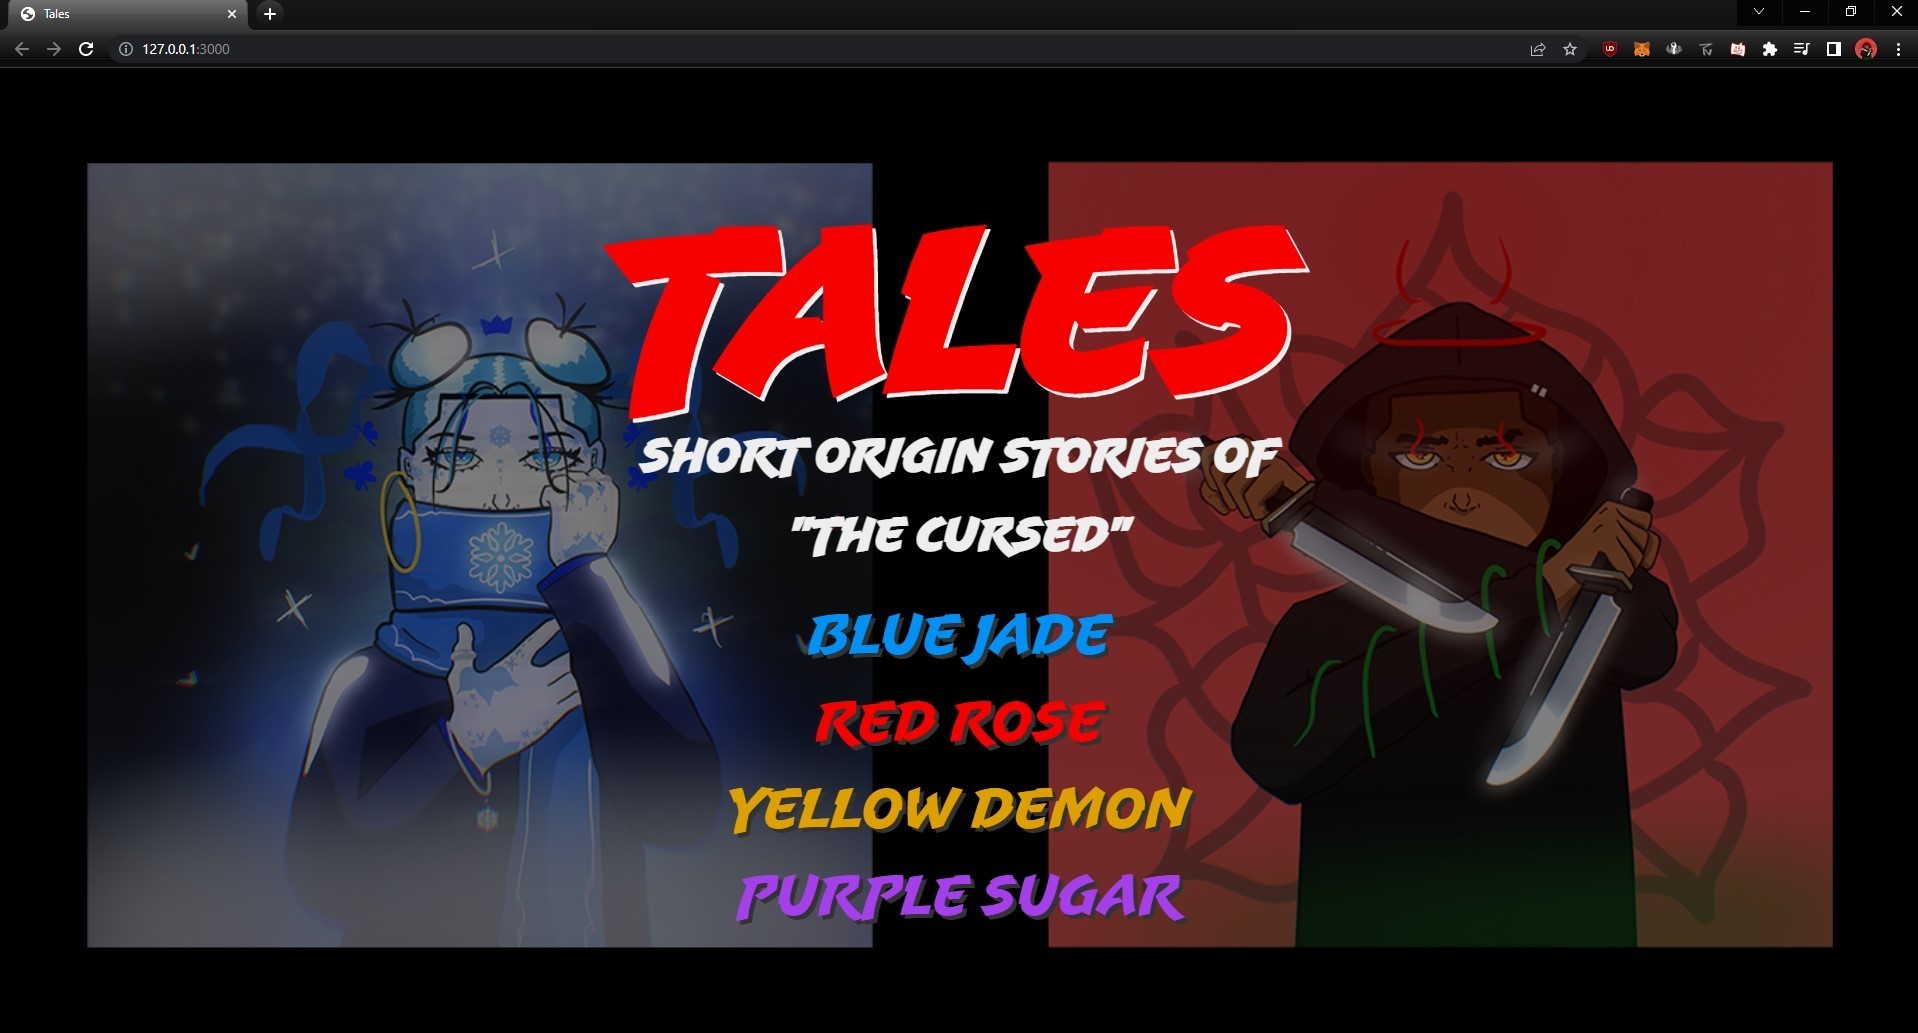 Tales
127.0.0.1:3000
TALES
SHORT ORIGIN STORIES OF
"THE CURSED"
BLUE JADE
RED ROSE
YELLOW DEMON
PURPLE SUGAR